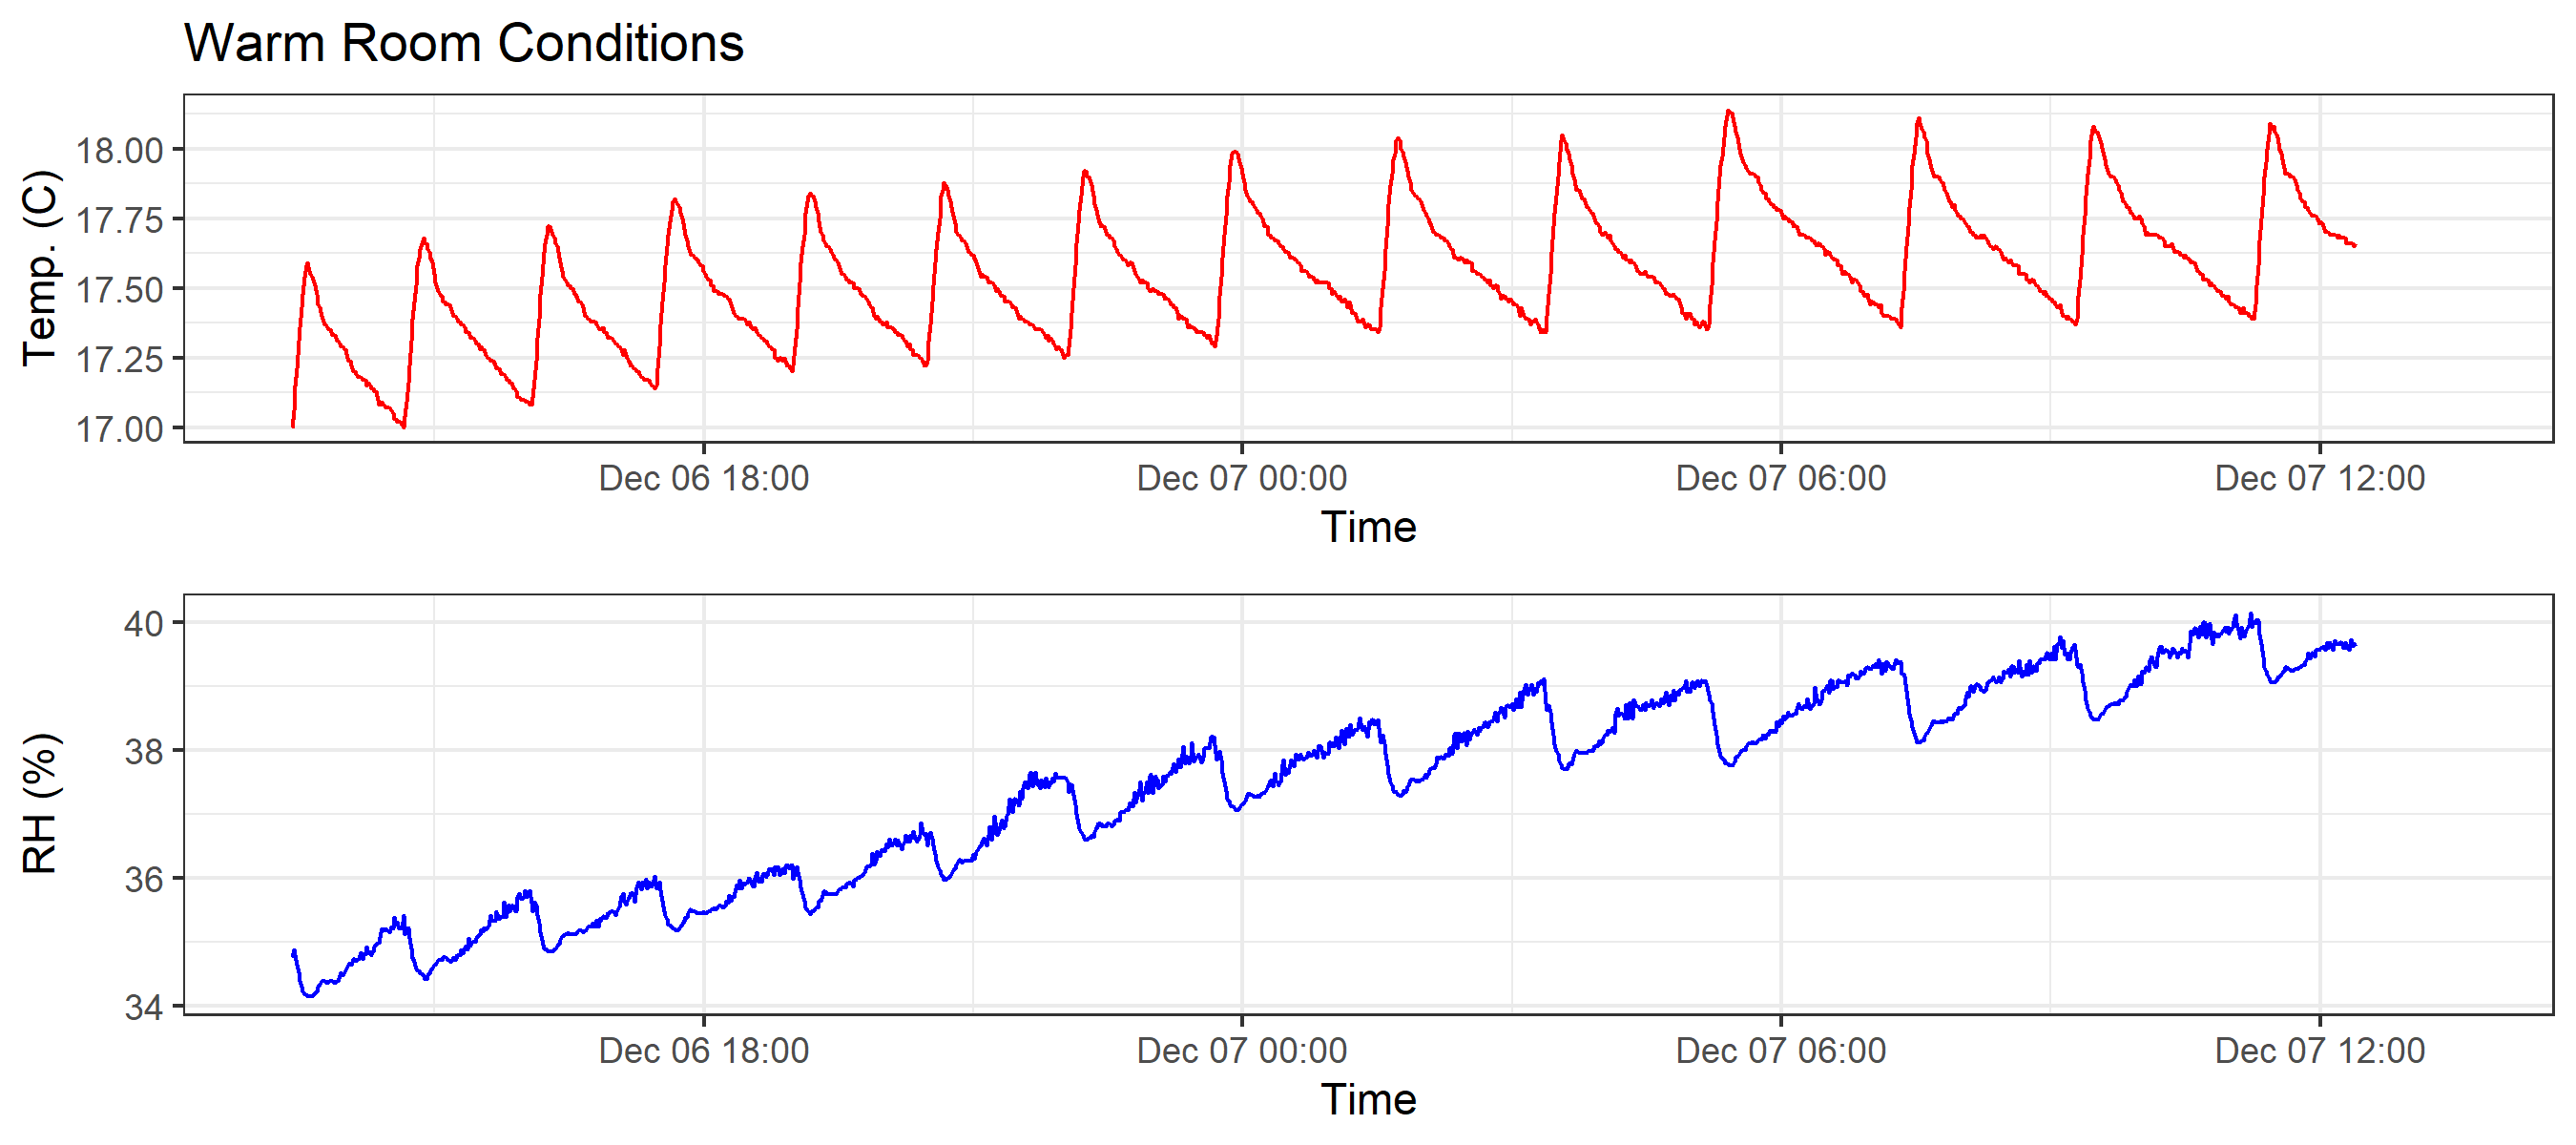 Warm Room Conditions
Temp. (C)
18.00
17.75
17.50
17.25
17.00
Dec 06 18:00 Dec 07 00:00 Dec 07 06:00 Dec 07 12:00
Time
RH (%)
40
38
36
34
Dec 06 18:00 Dec 07 00:00 Dec 07 06:00 Dec 07 12:00
Time